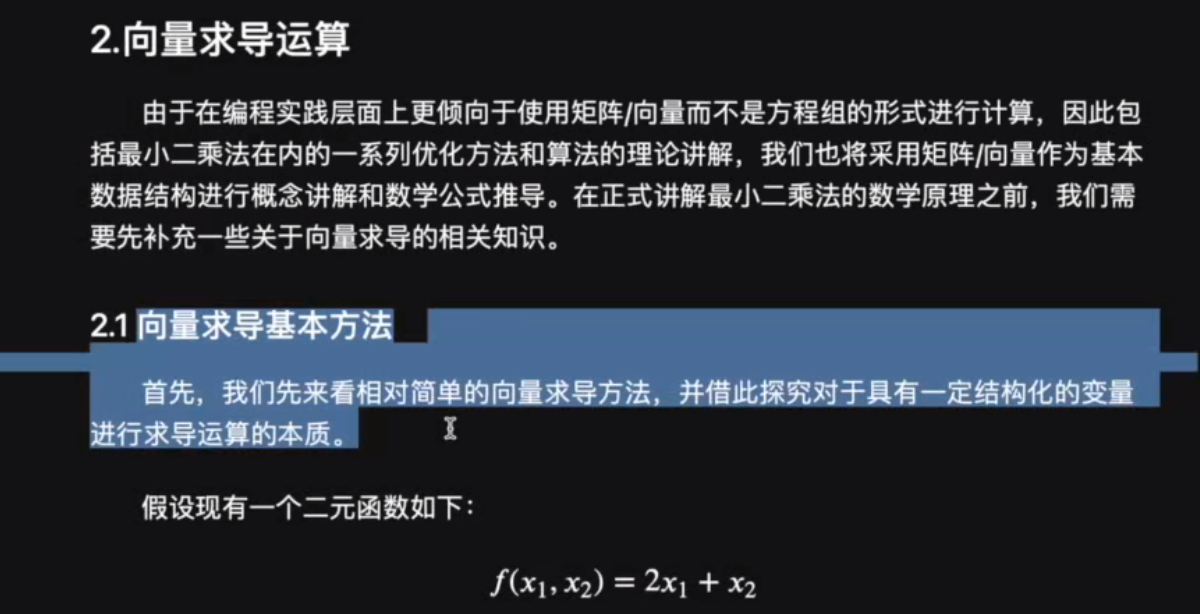 2.向量求导运算
由于在编程实践层面上更倾向于使用矩阵/向量而不是方程组的形式进行计算，因此包
括最小二乘法在内的一系列优化方法和算法的理论讲解，我们也将采用矩阵/向量作为基本
数据结构进行概念讲解和数学公式推导。在正式讲解最小二乘法的数学原理之前，我们需
要先补充一些关于向量求导的相关知识。
2.1 向量求导基本方法
首先，我们先来看相对简单的向量求导方法，并借此探究对于具有一定结构化的变量
进行求导运算的本质。
假设现有一个二元函数如下：
f(x₁, x₂) = 2x₁ + x₂